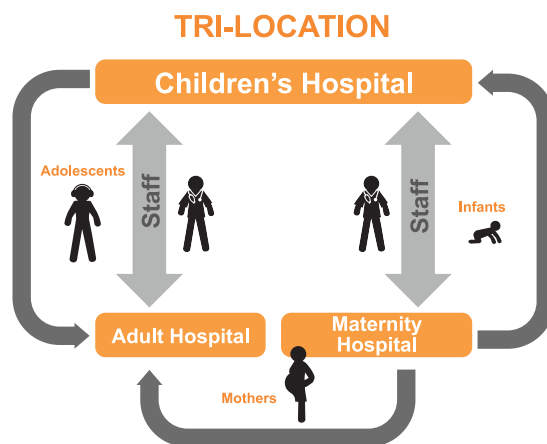 TRI-LOCATION
Children's Hospital
Adolescents
Staff
Staff
Infants
Adult Hospital
Maternity
Hospital
Mothers